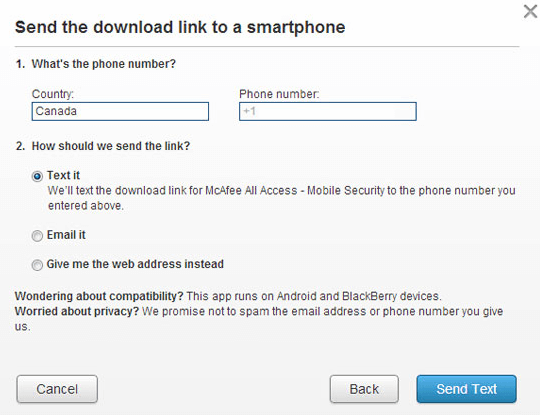 Send the download link to a smartphone
1. What's the phone number?
Country: Phone number:
Canada +1
2. How should we send the link?
Text it
We'll text the download link for McAfee All Access - Mobile Security to the phone number you
entered above.
Email it
Give me the web address instead
Wondering about compatibility? This app runs on Android and BlackBerry devices.
Worried about privacy? We promise not to spam the email address or phone number you give
us.
Cancel Back Send Text